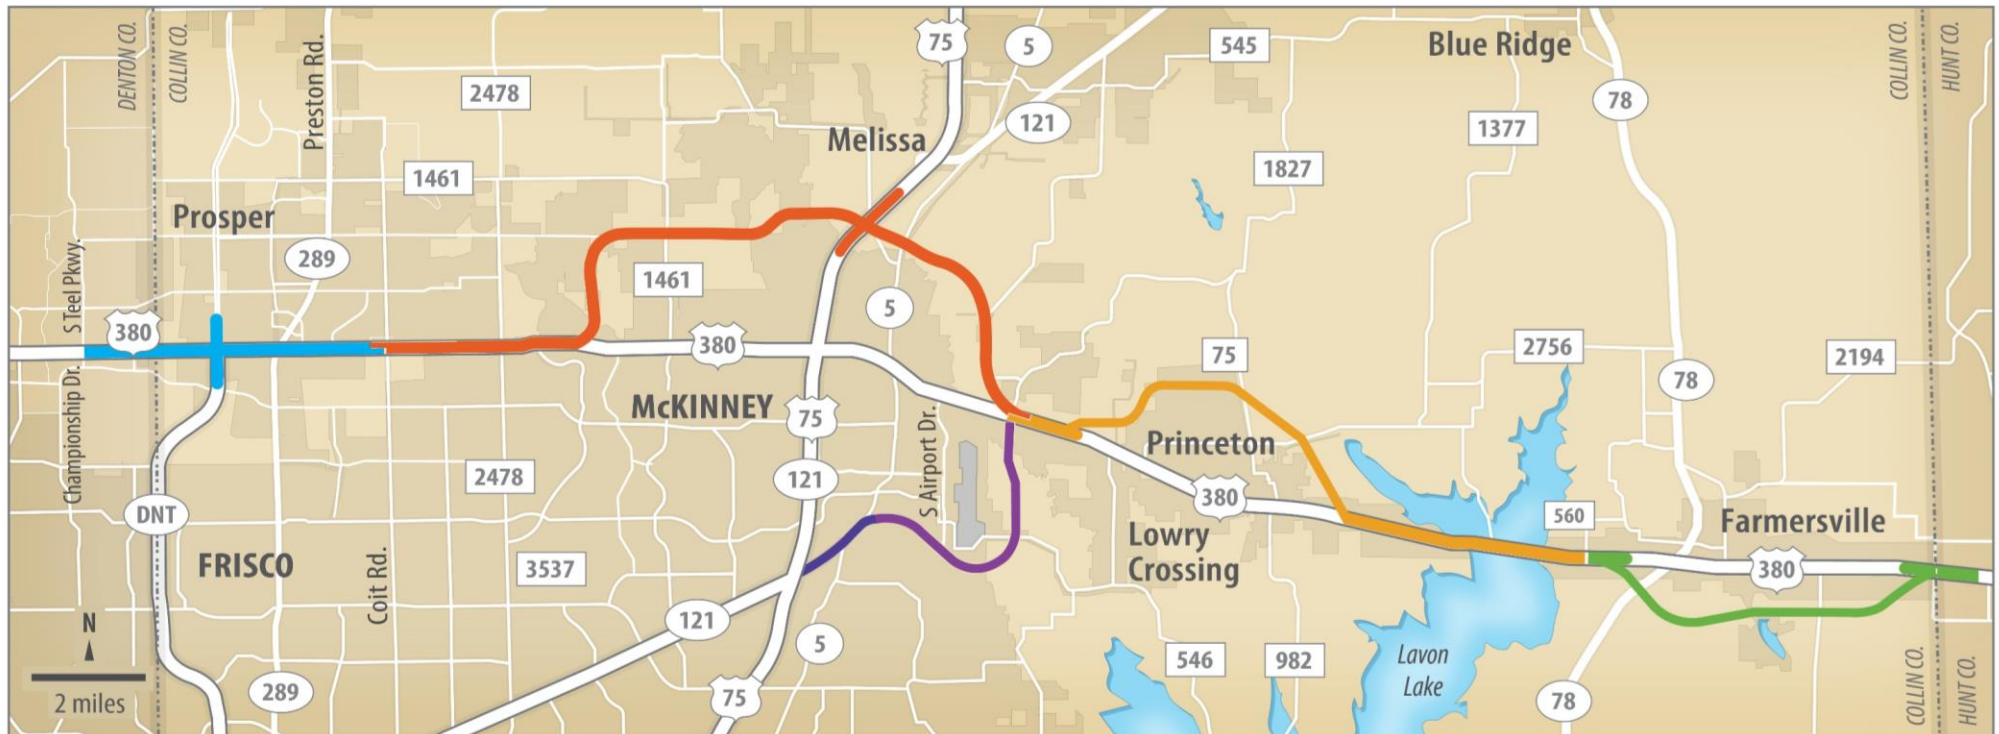 DENTON CO.
COLLIN CO.
Preston Rd.
2478
75
5
121
545
Blue Ridge
78
COLLIN CO.
HUNT CO.
1377
Melissa
1827
1461
Prosper
289
S Teel Pkwy.
380
1461
5
380
75
2756
78
2194
Championship Dr.
McKINNEY
75
S Airport Dr.
Princeton
2478
121
380
DNT
560
Farmersville
FRISCO
Coit Rd.
3537
Lowry
Crossing
380
N
121
5
546
982
Lavon
Lake
2 miles
289
75
78
COLLIN CO.
HUNT CO.